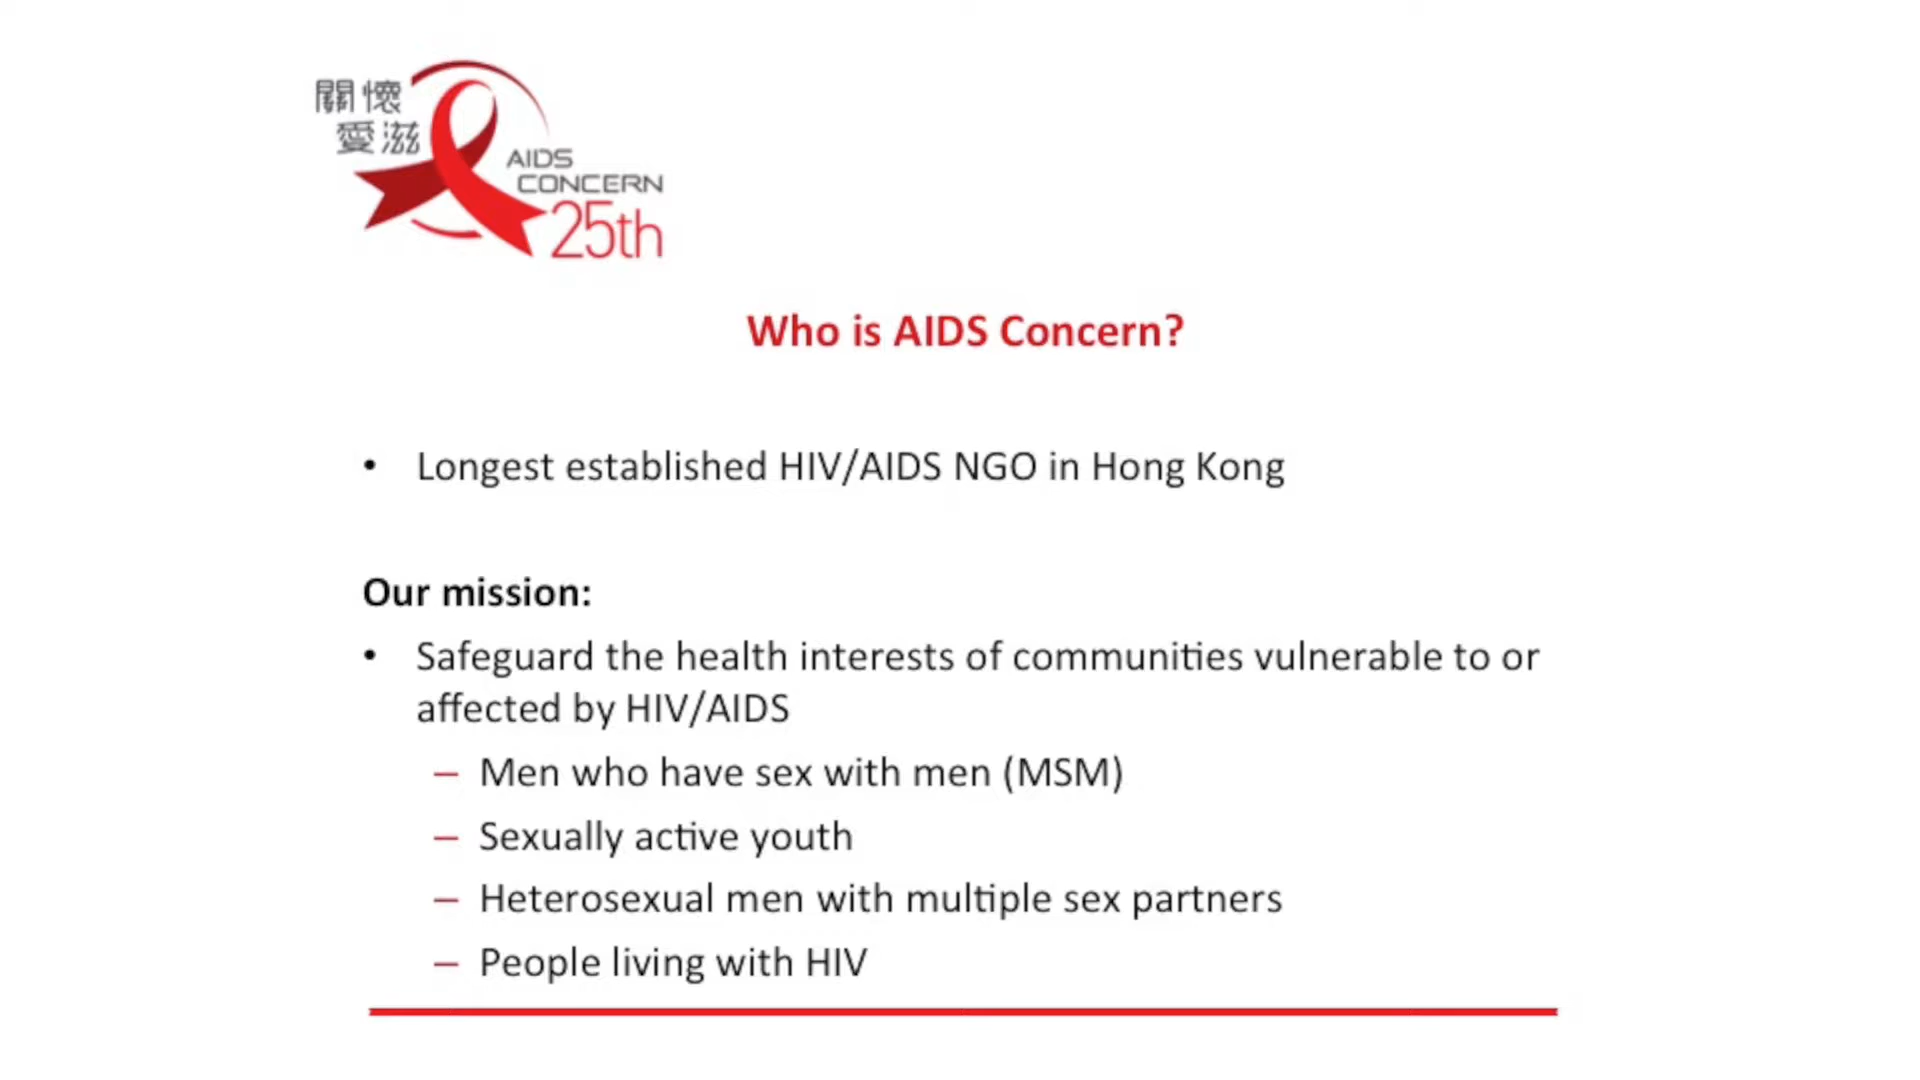 關懷
愛滋
AIDS
CONCERN
25th
Who is AIDS Concern?
• Longest established HIV/AIDS NGO in Hong Kong
Our mission:
• Safeguard the health interests of communities vulnerable to or
affected by HIV/AIDS
– Men who have sex with men (MSM)
– Sexually active youth
– Heterosexual men with multiple sex partners
– People living with HIV